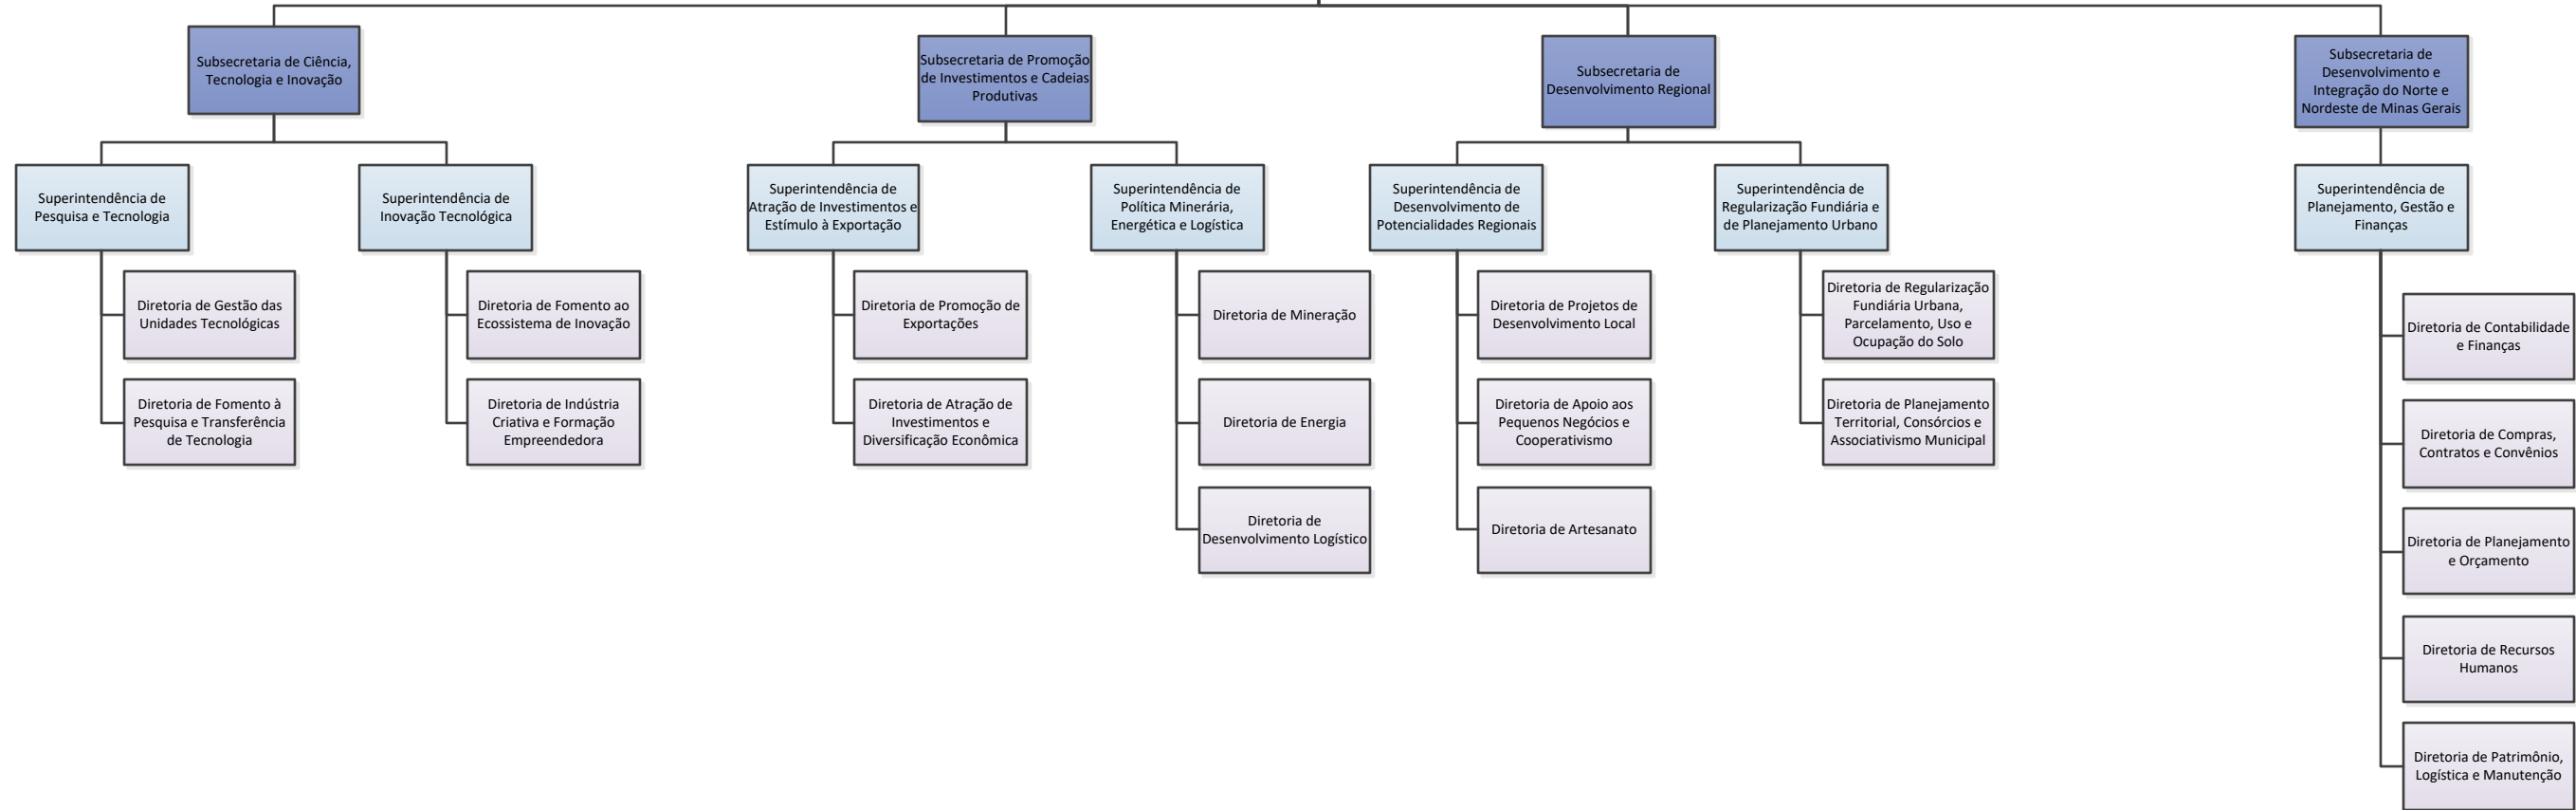 Subsecretaria de Ciência,
Tecnologia e Inovação
Subsecretaria de Promoção
de Investimentos e Cadeias
Produtivas
Subsecretaria de
Desenvolvimento Regional
Subsecretaria de
Desenvolvimento e
Integração do Norte e
Nordeste de Minas Gerais
Superintendência de
Pesquisa e Tecnologia
Superintendência de
Inovação Tecnológica
Superintendência de
Atração de Investimentos e
Estímulo à Exportação
Superintendência de
Política Minerária,
Energética e Logística
Superintendência de
Desenvolvimento de
Potencialidades Regionais
Superintendência de
Regularização Fundiária e
de Planejamento Urbano
Superintendência de
Planejamento, Gestão e
Finanças
Diretoria de Gestão das
Unidades Tecnológicas
Diretoria de Fomento ao
Ecossistema de Inovação
Diretoria de Promoção de
Exportações
Diretoria de Mineração
Diretoria de Projetos de
Desenvolvimento Local
Diretoria de Regularização
Fundiária Urbana,
Parcelamento, Uso e
Ocupação do Solo
Diretoria de Contabilidade
e Finanças
Diretoria de Fomento à
Pesquisa e Transferência
de Tecnologia
Diretoria de Indústria
Criativa e Formação
Empreendedora
Diretoria de Atração de
Investimentos e
Diversificação Econômica
Diretoria de Energia
Diretoria de Apoio aos
Pequenos Negócios e
Cooperativismo
Diretoria de Planejamento
Territorial, Consórcios e
Associativismo Municipal
Diretoria de Compras,
Contratos e Convênios
Diretoria de
Desenvolvimento Logístico
Diretoria de Artesanato
Diretoria de Planejamento
e Orçamento
Diretoria de Recursos
Humanos
Diretoria de Patrimônio,
Logística e Manutenção